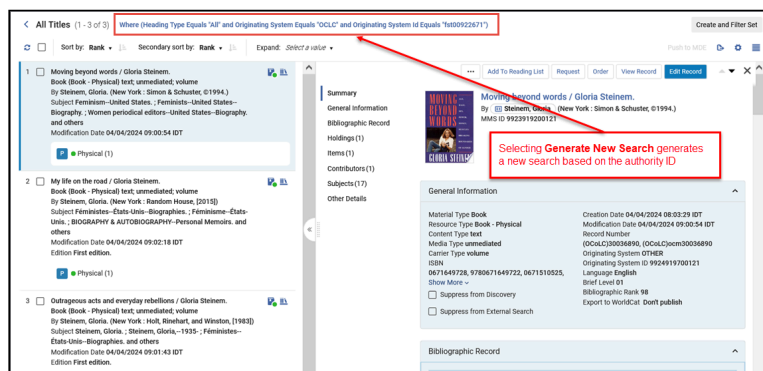 All Titles (1 - 3 of 3) Where (Heading Type Equals "All" and Originating System Equals "OCLC" and Originating System Id Equals "fst00922671")
Create and Filter Set
Sort by: Rank Secondary sort by: Rank Expand: Select a value
Push to MDE
1 Moving beyond words / Gloria Steinem.
Book (Book - Physical) text; unmediated; volume
By Steinem, Gloria. (New York : Simon & Schuster, ©1994.)
Subject Feminism--United States. ; Feminists--United States--
Biography. ; Women periodical editors--United States--Biography.
and others
Modification Date 04/04/2024 09:00:54 IDT
P Physical (1)
2 My life on the road / Gloria Steinem.
Book (Book - Physical) text; unmediated; volume
By Steinem, Gloria. (New York : Random House, [2015])
Subject Féministes--États-Unis--Biographies. ; Féminisme--États-
Unis. ; BIOGRAPHY & AUTOBIOGRAPHY--Personal Memoirs. and
others
Modification Date 04/04/2024 09:02:18 IDT
Edition First edition.
P Physical (1)
3 Outrageous acts and everyday rebellions / Gloria Steinem.
Book (Book - Physical) text; unmediated; volume
By Steinem, Gloria. (New York : Holt, Rinehart, and Winston, [1983])
Subject Steinem, Gloria. ; Steinem, Gloria,--1935- ; Féministes--
États-Unis--Biographies. and others
Modification Date 04/04/2024 09:01:43 IDT
Edition First edition.
Summary
General Information
Bibliographic Record
Holdings (1)
Items (1)
Contributors (1)
Subjects (17)
Other Details
Add To Reading List Request Order View Record Edit Record
MOVING
BEYOND
WORDS
GLORIA STEINEM
Moving beyond words / Gloria Steinem.
By Steinem, Gloria. (New York : Simon & Schuster, ©1994.)
MMS ID 9923919200121
Selecting Generate New Search generates
a new search based on the authority ID
General Information
Material Type Book
Resource Type Book - Physical
Content Type text
Media Type unmediated
Carrier Type volume
ISBN
0671649728, 9780671649722, 0671510525,
Show More
Suppress from Discovery
Suppress from External Search
Creation Date 04/04/2024 08:03:29 IDT
Modification Date 04/04/2024 09:00:54 IDT
Record Number
(OCoLC)30036890, (OCoLC)ocm30036890
Originating System OTHER
Originating System ID 9924919700121
Language English
Brief Level 01
Bibliographic Rank 98
Export to WorldCat Don't publish
Bibliographic Record